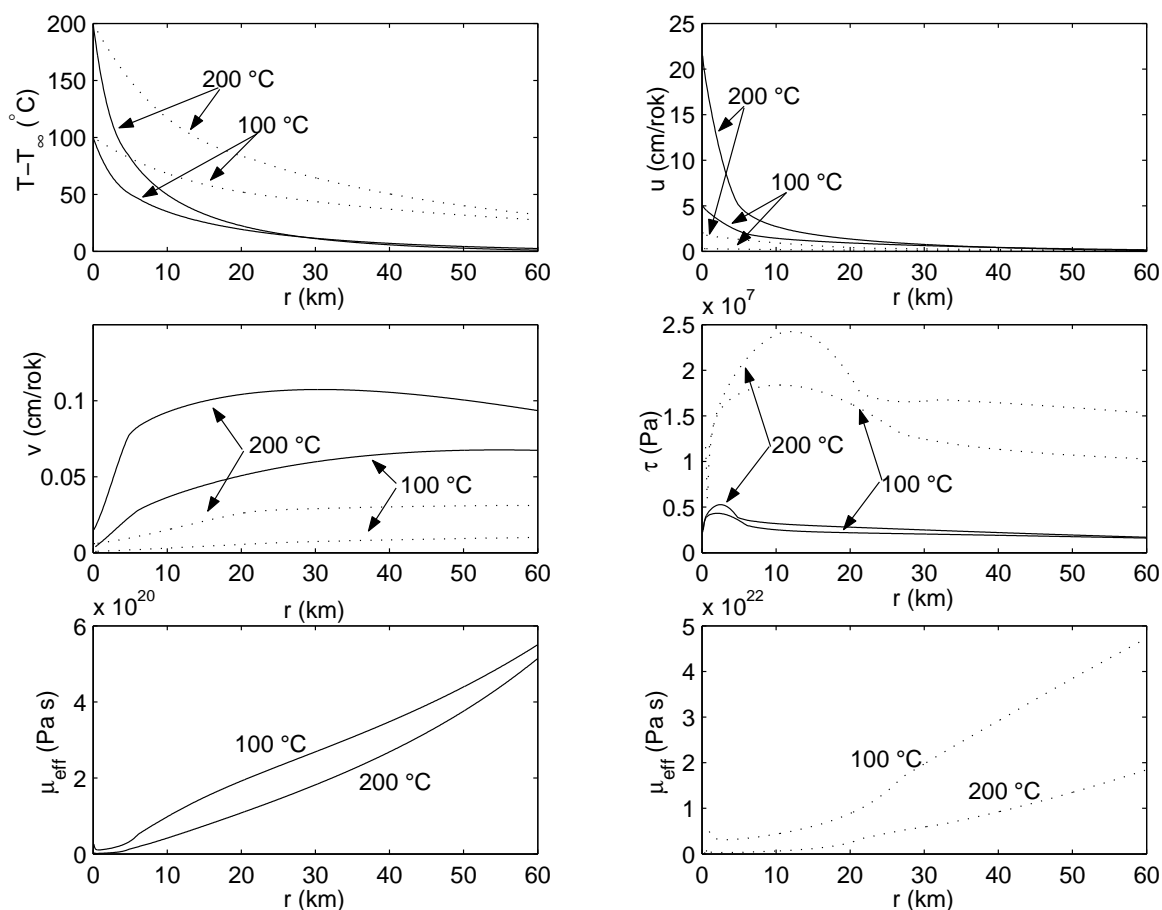 200
150
100
50
0
T−T∞ (°C)
200 °C
100 °C
0 10 20 30 40 50 60
r (km)
25
20
15
10
5
0
u (cm/rok)
200 °C
100 °C
0 10 20 30 40 50 60
r (km)
0.1
0.05
0
v (cm/rok)
200 °C
100 °C
0 10 20 30 40 50 60
r (km)
x 10^7
2.5
2
1.5
1
0.5
0
τ (Pa)
200 °C
100 °C
0 10 20 30 40 50 60
r (km)
x 10^20
6
4
2
0
μeff (Pa s)
100 °C
200 °C
0 10 20 30 40 50 60
r (km)
x 10^22
5
4
3
2
1
0
μeff (Pa s)
100 °C
200 °C
0 10 20 30 40 50 60
r (km)